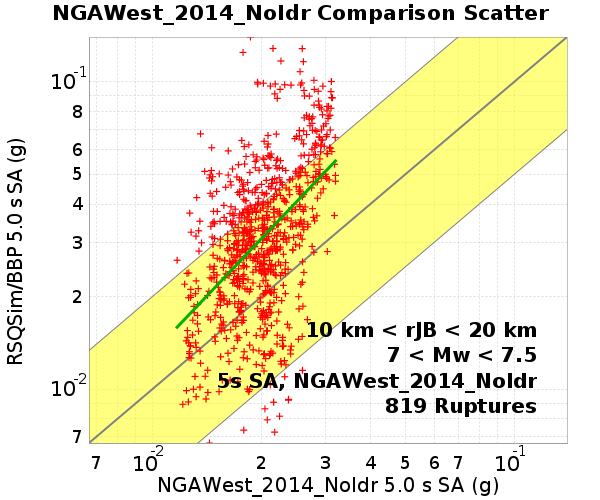 NGAWest_2014_NoIdr Comparison Scatter
RSQSim/BBP 5.0 s SA (g)
10⁻¹
8
6
5
4
3
2
10⁻²
7
10 km < rJB < 20 km
7 < Mw < 7.5
5s SA, NGAWest_2014_NoIdr
819 Ruptures
7 10⁻² 2 3 4 5 6 7 10⁻¹
NGAWest_2014_NoIdr 5.0 s SA (g)